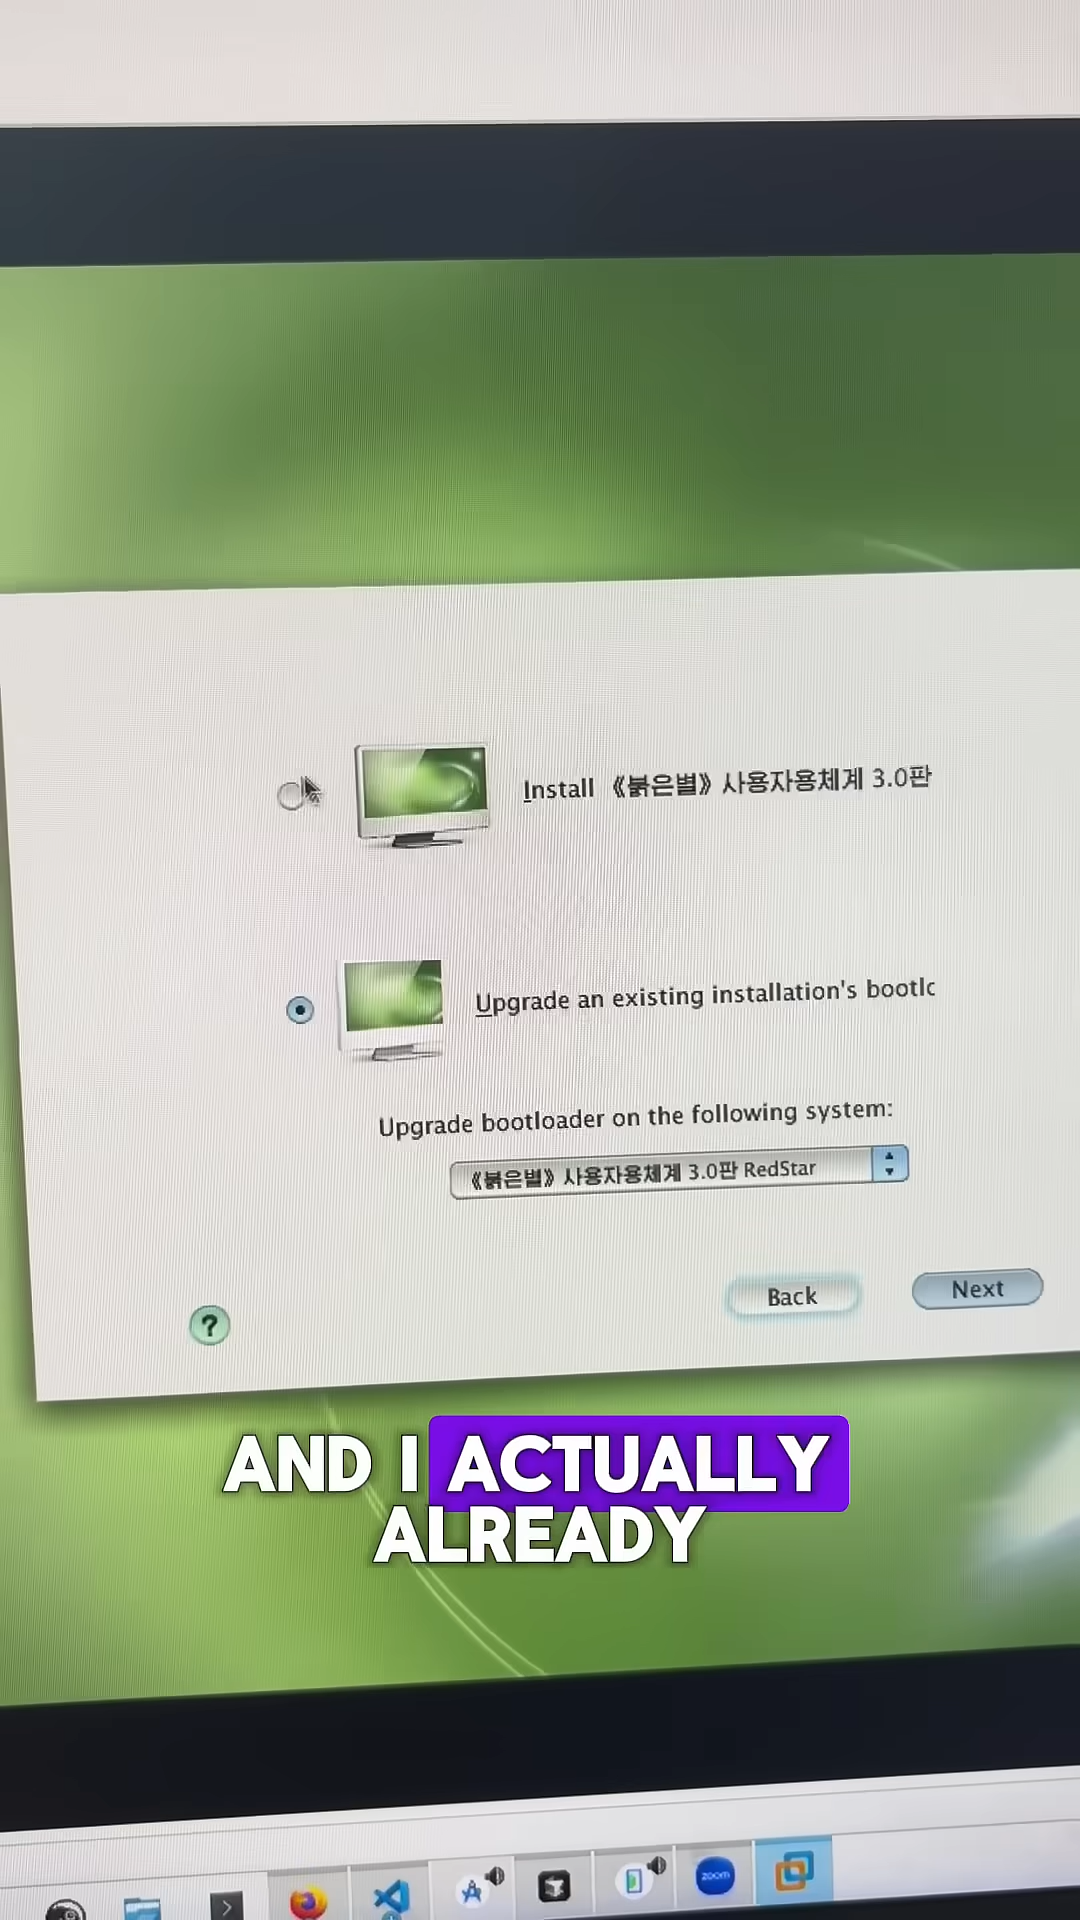 Install 《붉은별》 사용자용체계 3.0판
Upgrade an existing installation's bootlc
Upgrade bootloader on the following system:
《붉은별》 사용자용체계 3.0판 RedStar
Back
Next
?
AND I ACTUALLY
ALREADY
zoom